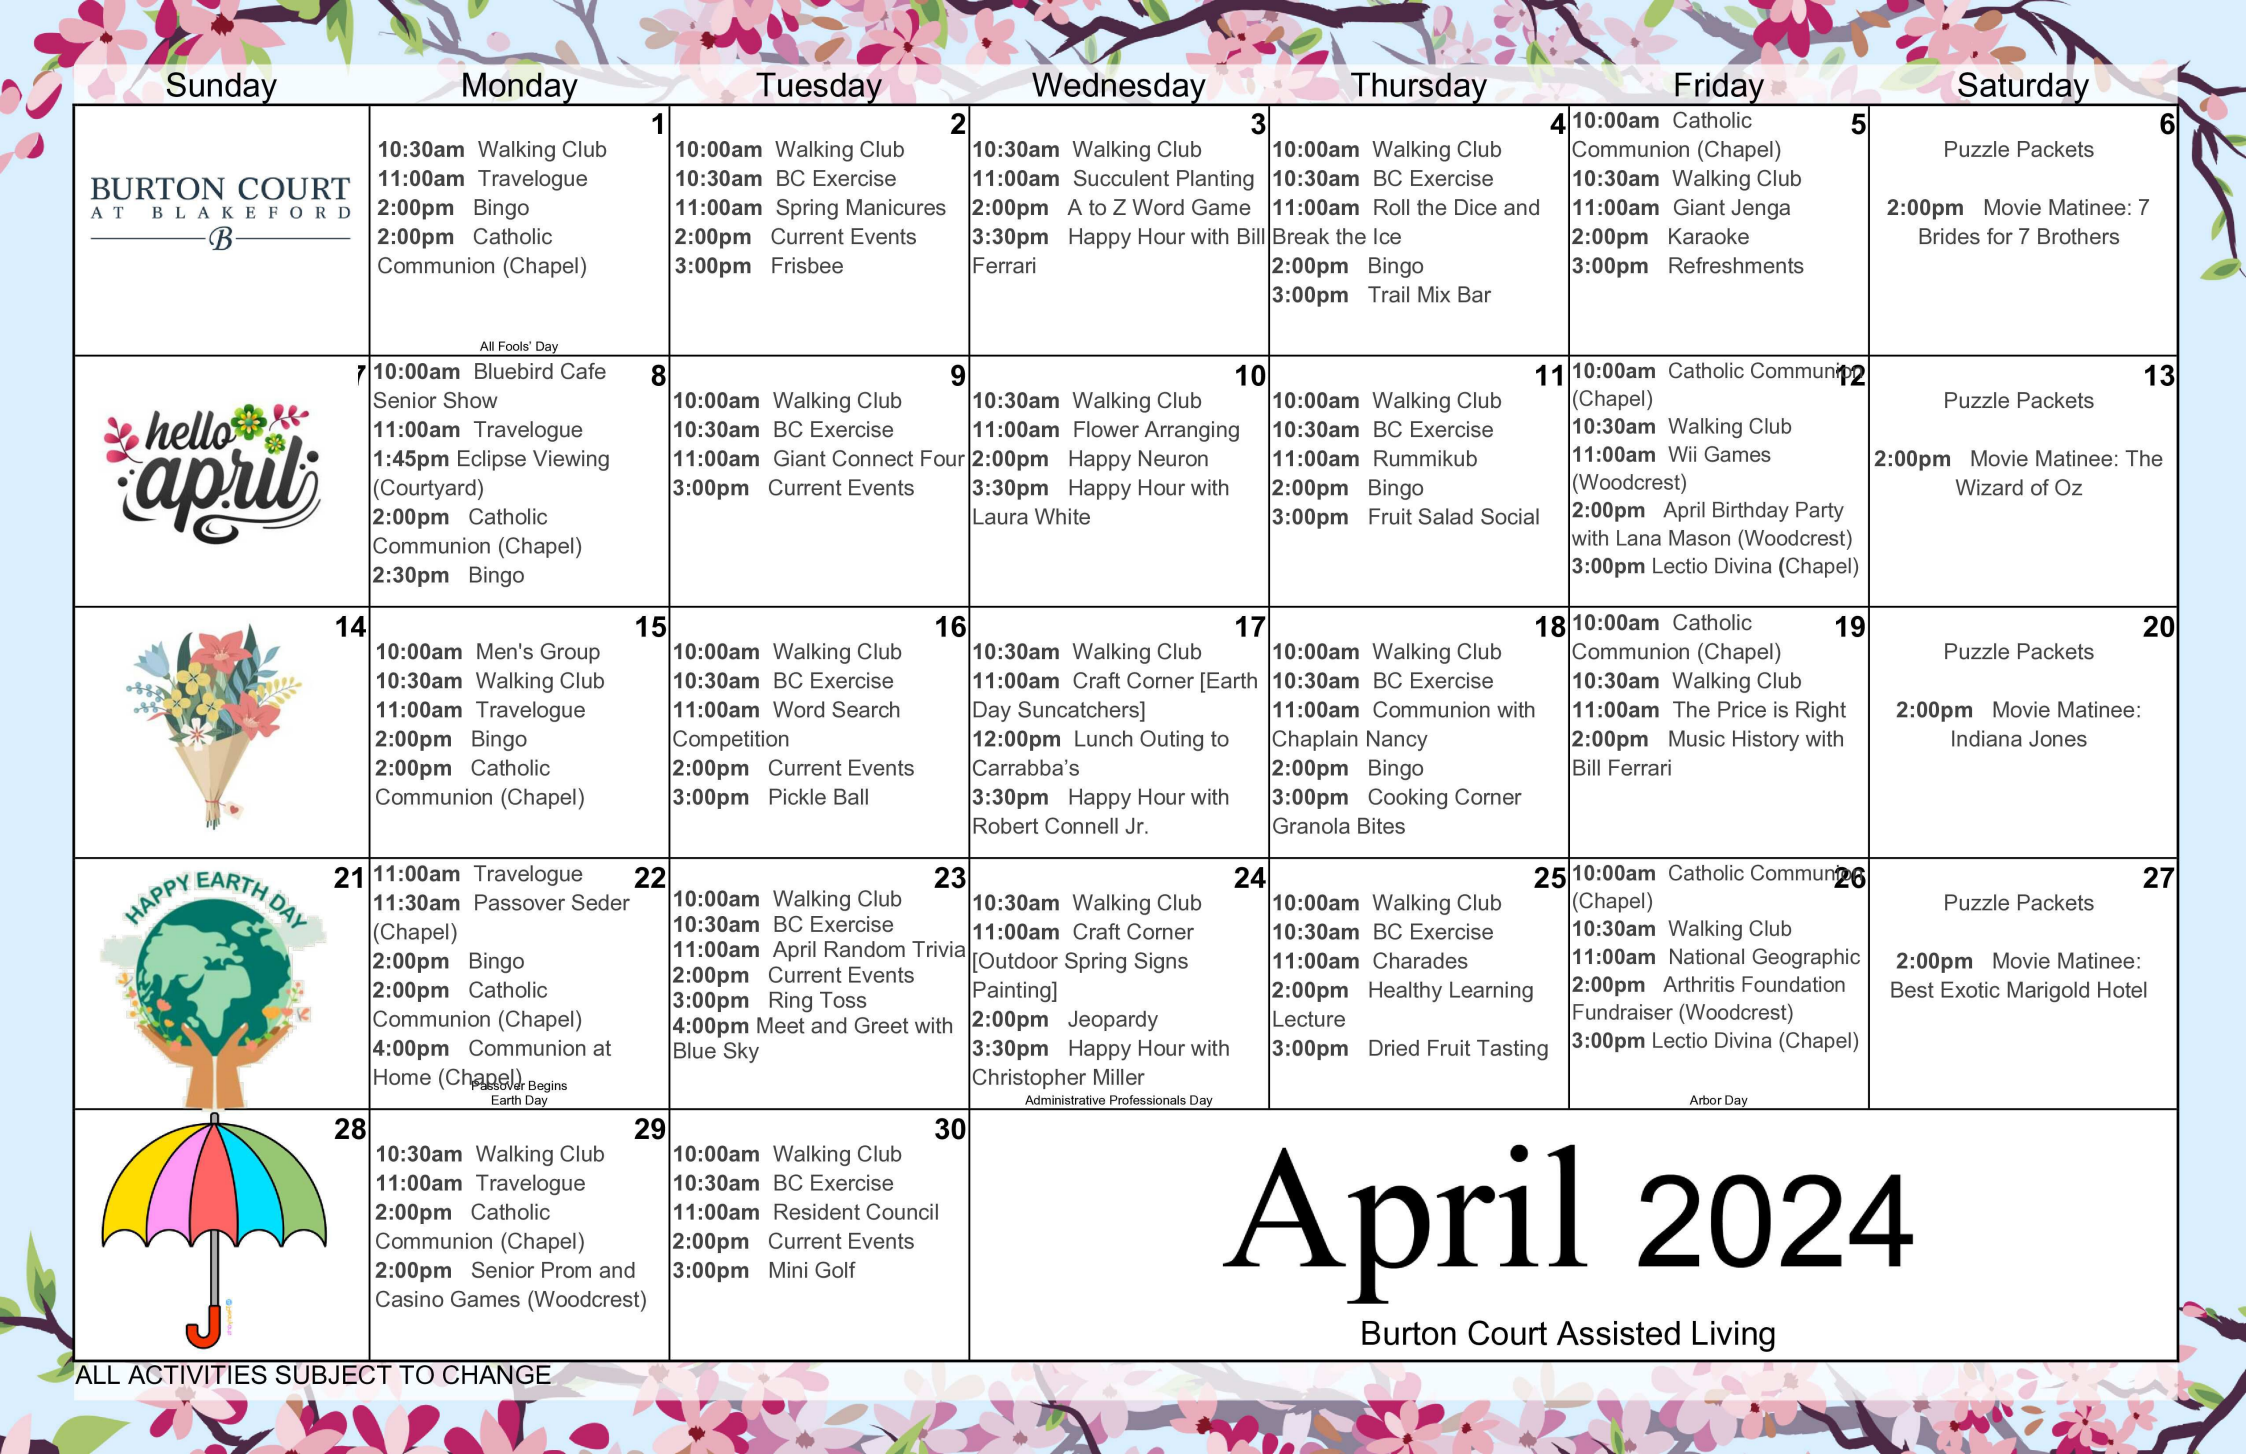 Sunday Monday Tuesday Wednesday Thursday Friday Saturday
BURTON COURT
AT BLAKEFORD
B
1
10:30am Walking Club
11:00am Travelogue
2:00pm Bingo
2:00pm Catholic
Communion (Chapel)
All Fools' Day
2
10:00am Walking Club
10:30am BC Exercise
11:00am Spring Manicures
2:00pm Current Events
3:00pm Frisbee
3
10:30am Walking Club
11:00am Succulent Planting
2:00pm A to Z Word Game
3:30pm Happy Hour with Bill
Ferrari
4
10:00am Walking Club
10:30am BC Exercise
11:00am Roll the Dice and
Break the Ice
2:00pm Bingo
3:00pm Trail Mix Bar
5
10:00am Catholic
Communion (Chapel)
10:30am Walking Club
11:00am Giant Jenga
2:00pm Karaoke
3:00pm Refreshments
6
Puzzle Packets
2:00pm Movie Matinee: 7
Brides for 7 Brothers
7
hello
april
8
10:00am Bluebird Cafe
Senior Show
11:00am Travelogue
1:45pm Eclipse Viewing
(Courtyard)
2:00pm Catholic
Communion (Chapel)
2:30pm Bingo
9
10:00am Walking Club
10:30am BC Exercise
11:00am Giant Connect Four
3:00pm Current Events
10
10:30am Walking Club
11:00am Flower Arranging
2:00pm Happy Neuron
3:30pm Happy Hour with
Laura White
11
10:00am Walking Club
10:30am BC Exercise
11:00am Rummikub
2:00pm Bingo
3:00pm Fruit Salad Social
12
10:00am Catholic Communion
(Chapel)
10:30am Walking Club
11:00am Wii Games
(Woodcrest)
2:00pm April Birthday Party
with Lana Mason (Woodcrest)
3:00pm Lectio Divina (Chapel)
13
Puzzle Packets
2:00pm Movie Matinee: The
Wizard of Oz
14
15
10:00am Men's Group
10:30am Walking Club
11:00am Travelogue
2:00pm Bingo
2:00pm Catholic
Communion (Chapel)
16
10:00am Walking Club
10:30am BC Exercise
11:00am Word Search
Competition
2:00pm Current Events
3:00pm Pickle Ball
17
10:30am Walking Club
11:00am Craft Corner [Earth
Day Suncatchers]
12:00pm Lunch Outing to
Carrabba's
3:30pm Happy Hour with
Robert Connell Jr.
18
10:00am Walking Club
10:30am BC Exercise
11:00am Communion with
Chaplain Nancy
2:00pm Bingo
3:00pm Cooking Corner
Granola Bites
19
10:00am Catholic
Communion (Chapel)
10:30am Walking Club
11:00am The Price is Right
2:00pm Music History with
Bill Ferrari
20
Puzzle Packets
2:00pm Movie Matinee:
Indiana Jones
21
HAPPY EARTH DAY
22
11:00am Travelogue
11:30am Passover Seder
(Chapel)
2:00pm Bingo
2:00pm Catholic
Communion (Chapel)
4:00pm Communion at
Home (Chapel)
Passover Begins
Earth Day
23
10:00am Walking Club
10:30am BC Exercise
11:00am April Random Trivia
2:00pm Current Events
3:00pm Ring Toss
4:00pm Meet and Greet with
Blue Sky
24
10:30am Walking Club
11:00am Craft Corner
[Outdoor Spring Signs
Painting]
2:00pm Jeopardy
3:30pm Happy Hour with
Christopher Miller
Administrative Professionals Day
25
10:00am Walking Club
10:30am BC Exercise
11:00am Charades
2:00pm Healthy Learning
Lecture
3:00pm Dried Fruit Tasting
26
10:00am Catholic Communion
(Chapel)
10:30am Walking Club
11:00am National Geographic
2:00pm Arthritis Foundation
Fundraiser (Woodcrest)
3:00pm Lectio Divina (Chapel)
Arbor Day
27
Puzzle Packets
2:00pm Movie Matinee:
Best Exotic Marigold Hotel
28
29
10:30am Walking Club
11:00am Travelogue
2:00pm Catholic
Communion (Chapel)
2:00pm Senior Prom and
Casino Games (Woodcrest)
30
10:00am Walking Club
10:30am BC Exercise
11:00am Resident Council
2:00pm Current Events
3:00pm Mini Golf
April 2024
Burton Court Assisted Living
ALL ACTIVITIES SUBJECT TO CHANGE